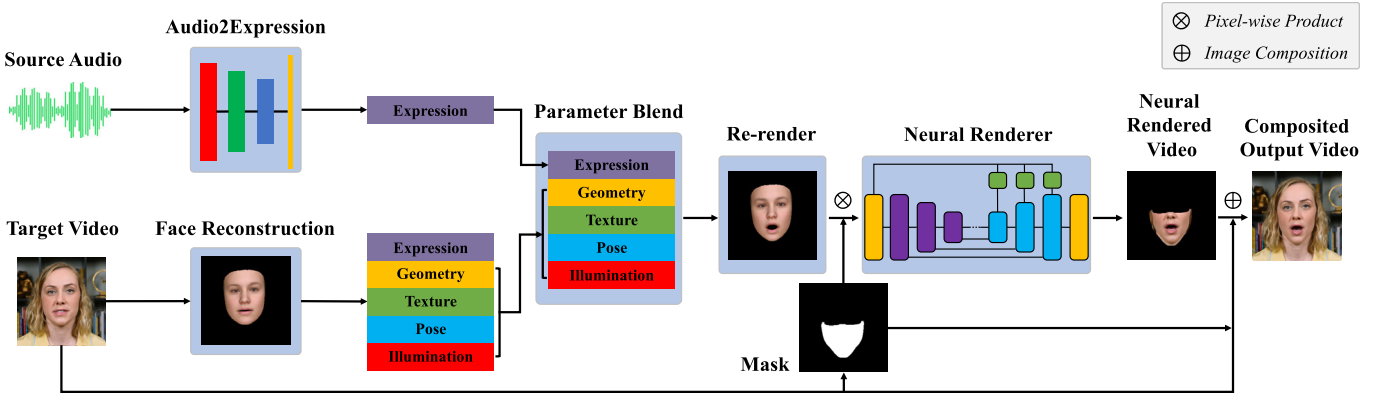 Pixel-wise Product
Image Composition
Audio2Expression
Source Audio
Expression
Parameter Blend
Expression
Geometry
Texture
Pose
Illumination
Re-render
Neural Renderer
Neural
Rendered
Video
Composited
Output Video
Target Video
Face Reconstruction
Expression
Geometry
Texture
Pose
Illumination
...
Mask